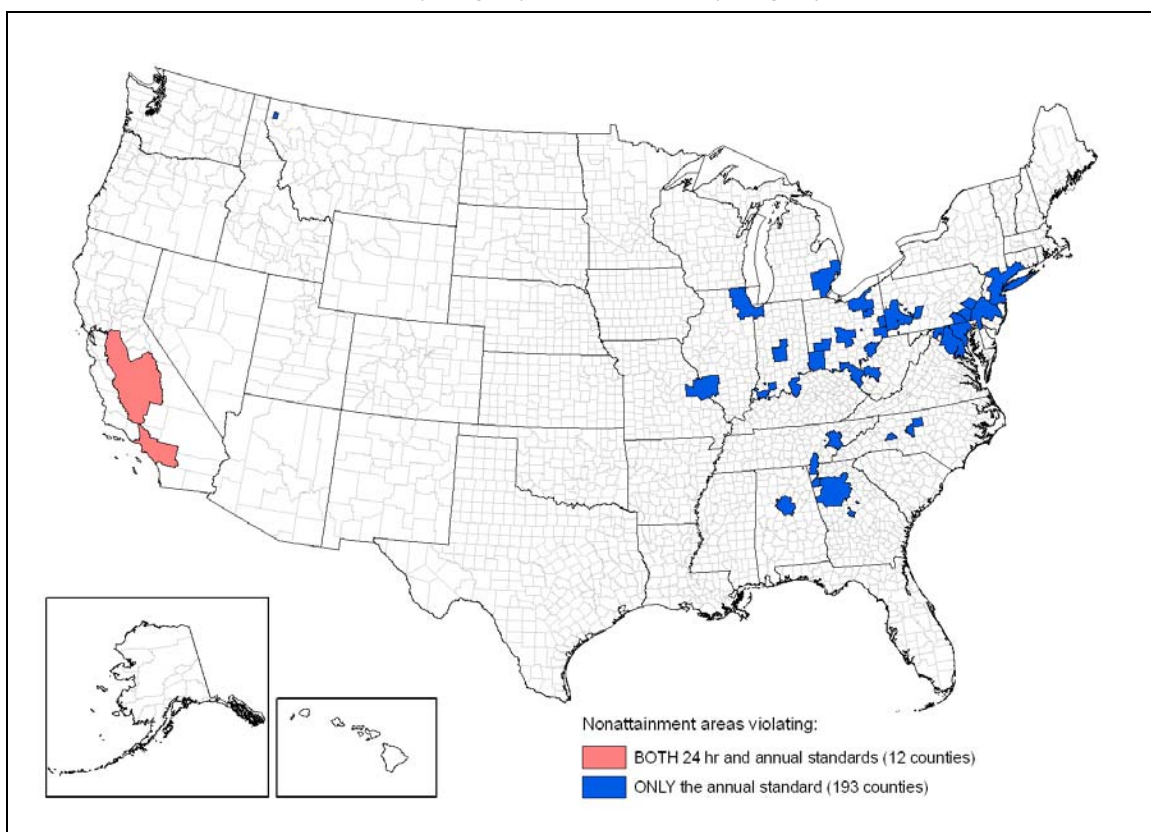 Nonattainment areas violating:
BOTH 24 hr and annual standards (12 counties)
ONLY the annual standard (193 counties)